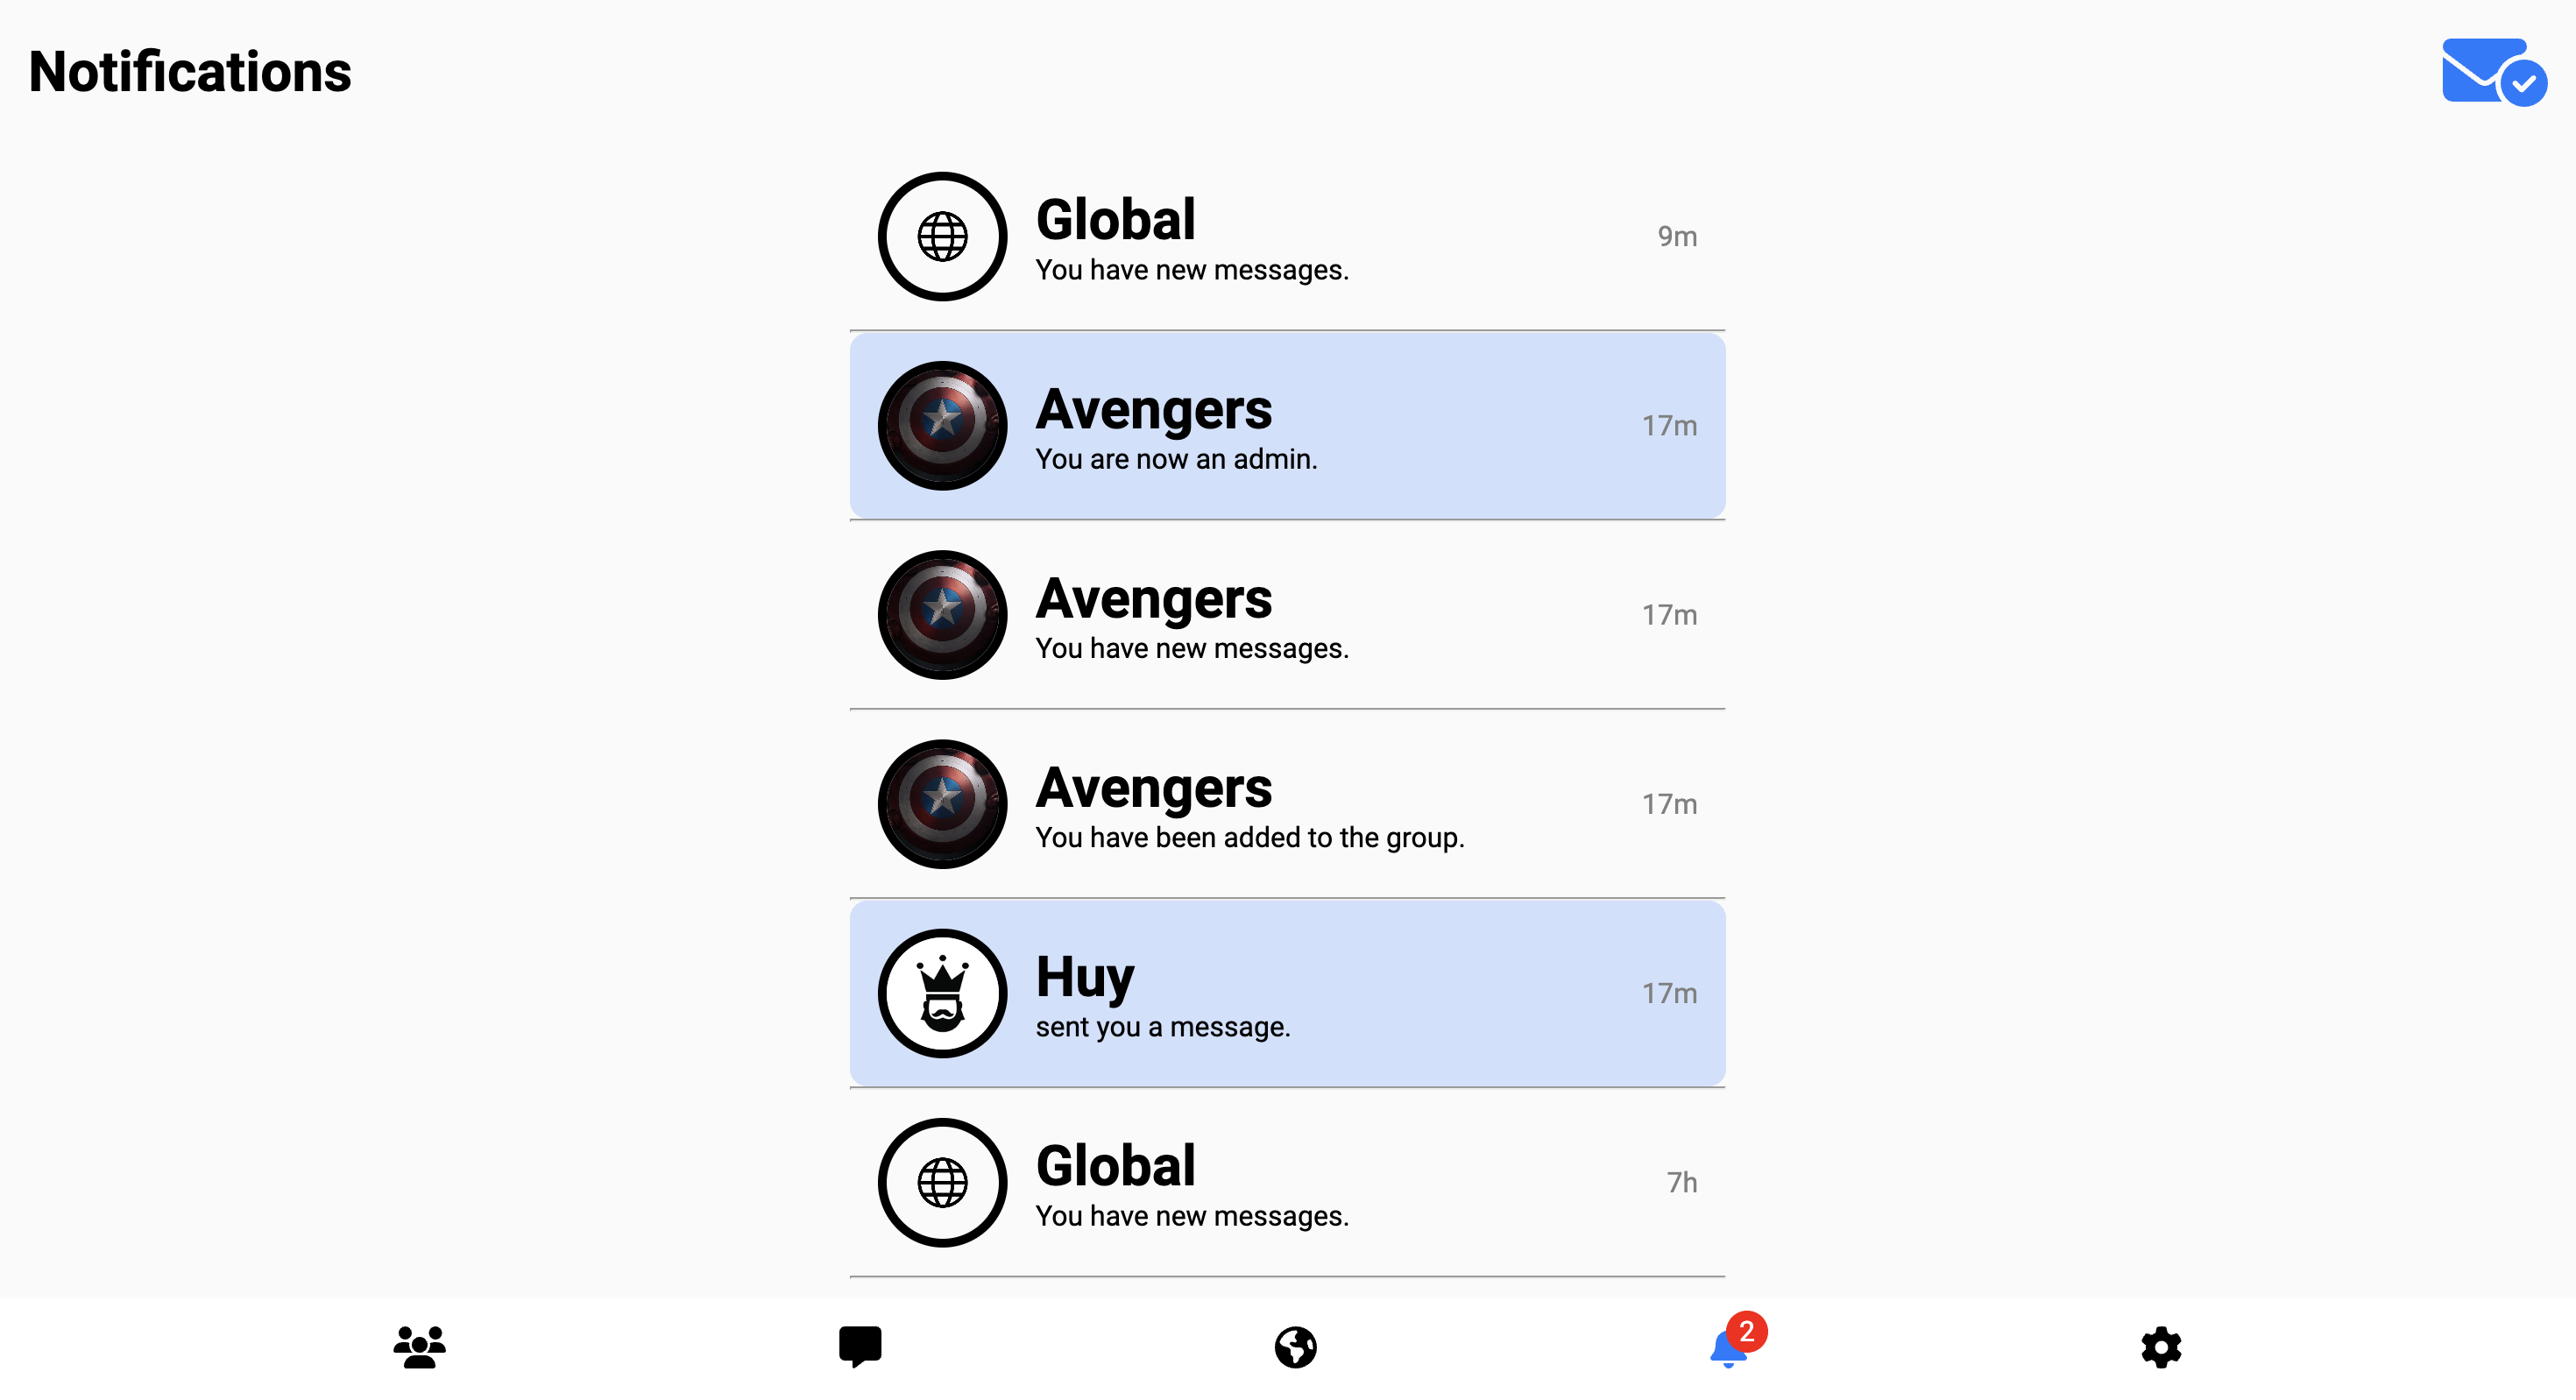 Notifications
Global
You have new messages.
9m
Avengers
You are now an admin.
17m
Avengers
You have new messages.
17m
Avengers
You have been added to the group.
17m
Huy
sent you a message.
17m
Global
You have new messages.
7h
2